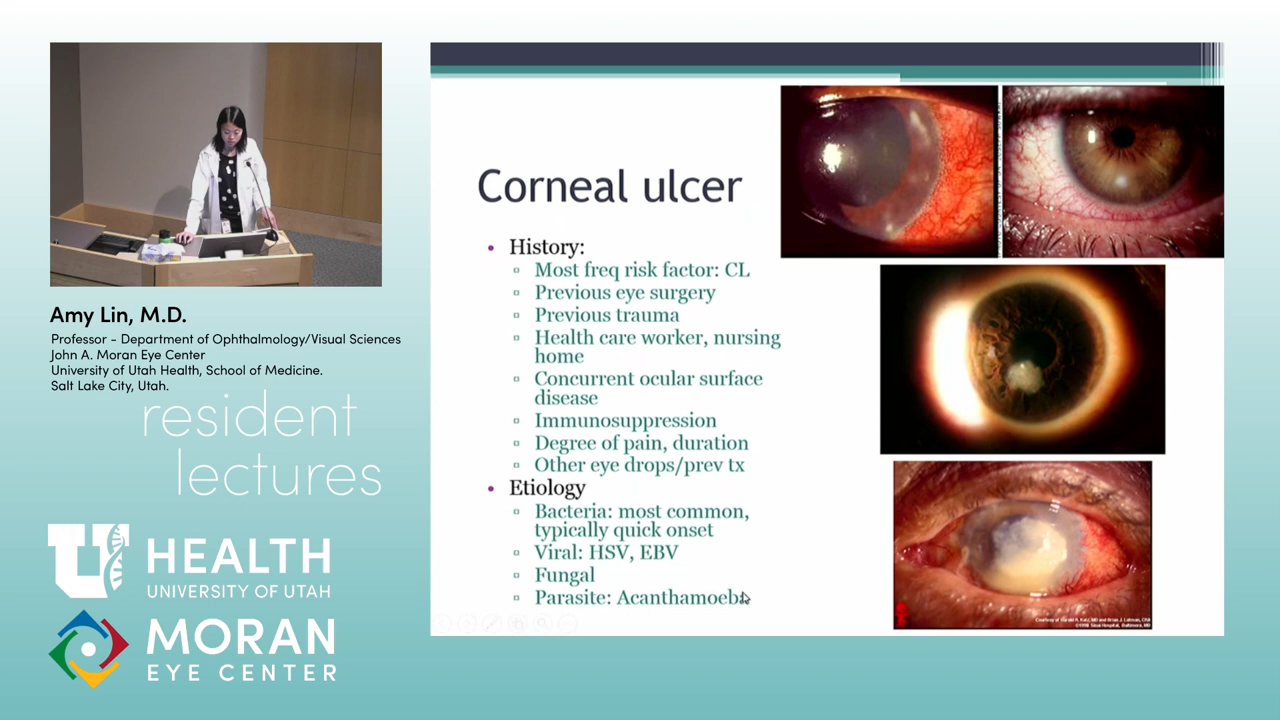 Amy Lin, M.D.
Professor - Department of Ophthalmology/Visual Sciences
John A. Moran Eye Center
University of Utah Health, School of Medicine.
Salt Lake City, Utah.
resident
lectures
U HEALTH
UNIVERSITY OF UTAH
MORAN
EYE CENTER
Corneal ulcer
• History:
▫ Most freq risk factor: CL
▫ Previous eye surgery
▫ Previous trauma
▫ Health care worker, nursing
home
▫ Concurrent ocular surface
disease
▫ Immunosuppression
▫ Degree of pain, duration
▫ Other eye drops/prev tx
• Etiology
▫ Bacteria: most common,
typically quick onset
▫ Viral: HSV, EBV
▫ Fungal
▫ Parasite: Acanthamoeba